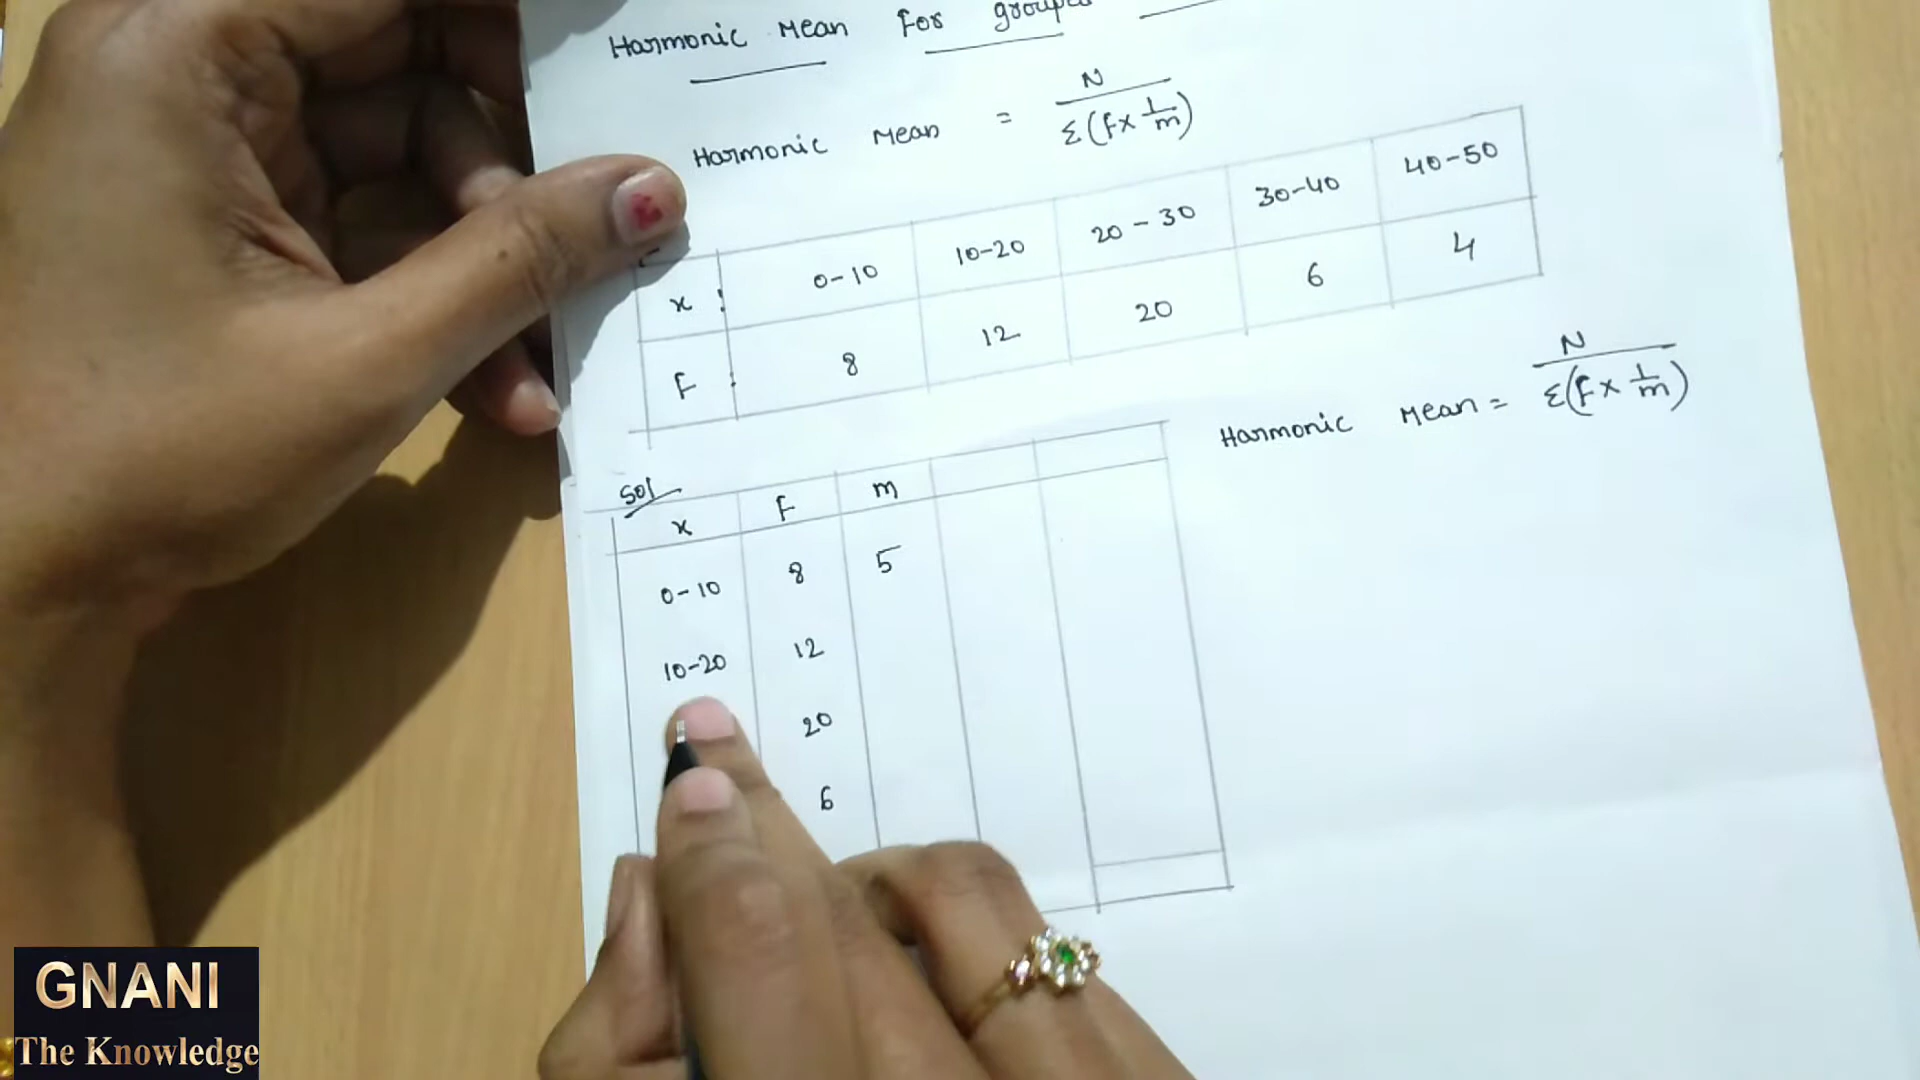 Harmonic Mean For
Harmonic Mean = N / Σ(f × 1/m)
x : 0-10 10-20 20-30 30-40 40-50
F : 8 12 20 6 4
Sol
Harmonic Mean = N / Σ(f × 1/m)
x F m
0-10 8 5
10-20 12
20
6
GNANI
The Knowledge